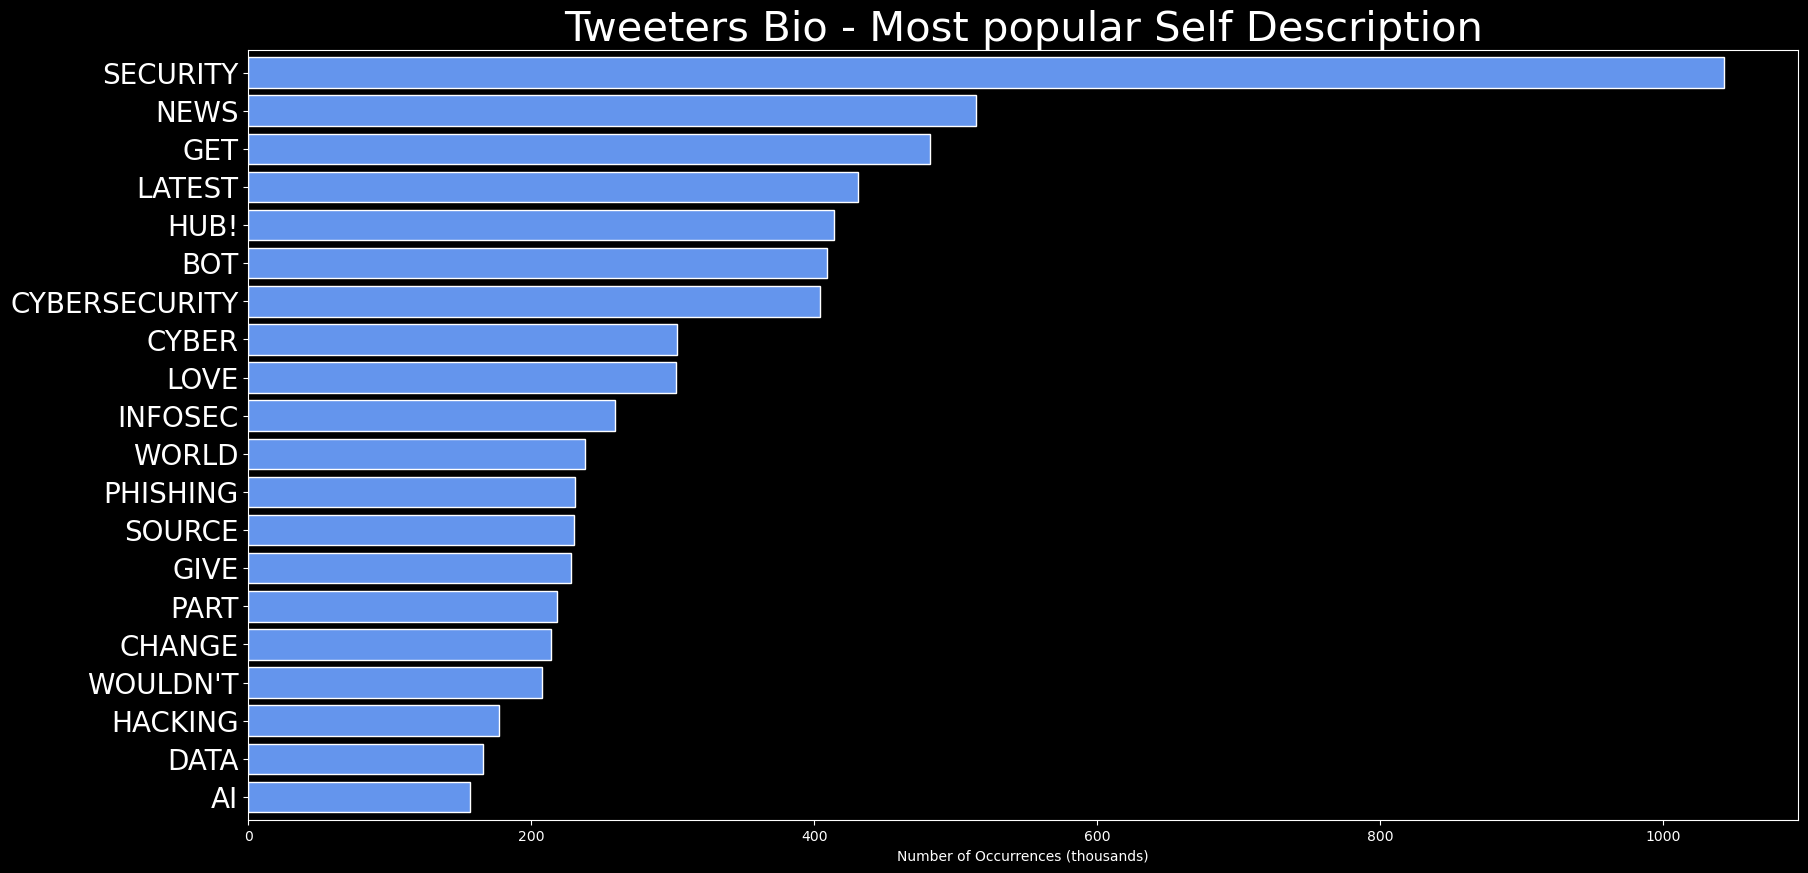 Tweeters Bio - Most popular Self Description
SECURITY
NEWS
GET
LATEST
HUB!
BOT
CYBERSECURITY
CYBER
LOVE
INFOSEC
WORLD
PHISHING
SOURCE
GIVE
PART
CHANGE
WOULDN'T
HACKING
DATA
AI
0 200 400 600 800 1000
Number of Occurrences (thousands)